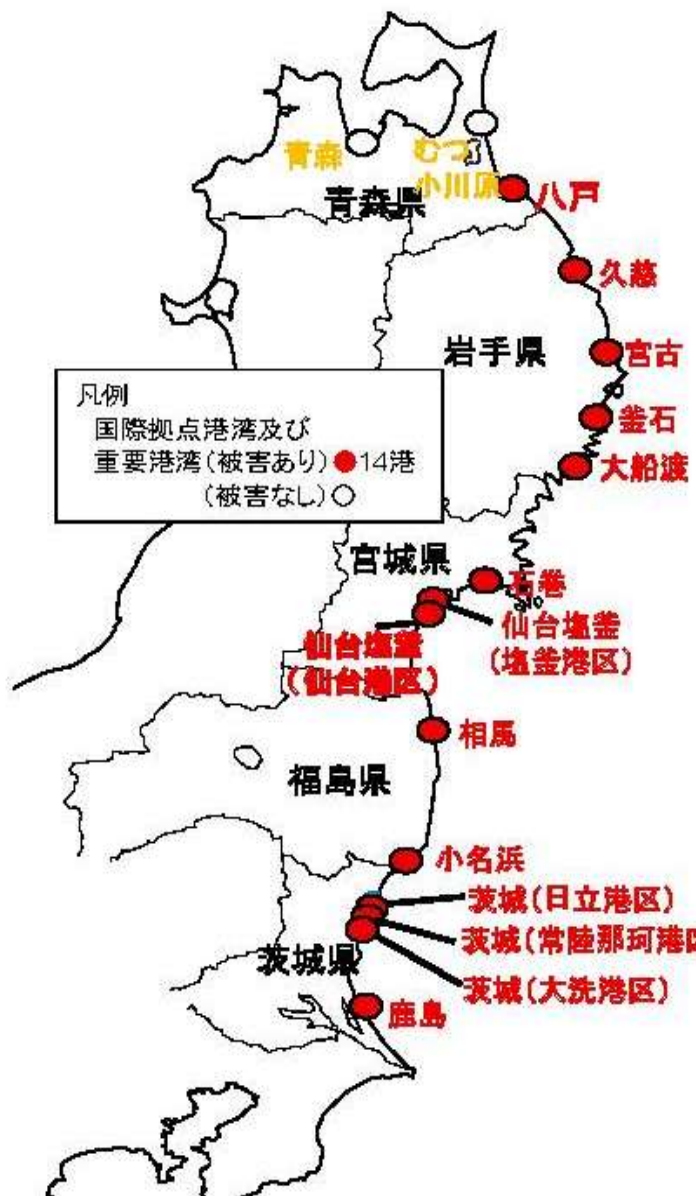 青森
むつ
小川原
青森県
八戸
久慈
岩手県
宮古
凡例
国際拠点港湾及び
重要港湾(被害あり)●14港
(被害なし)○
釜石
大船渡
宮城県
石巻
仙台塩釜
(塩釜港区)
仙台塩釜
(仙台港区)
相馬
福島県
小名浜
茨城(日立港区)
茨城(常陸那珂港区
茨城県
茨城(大洗港区)
鹿島